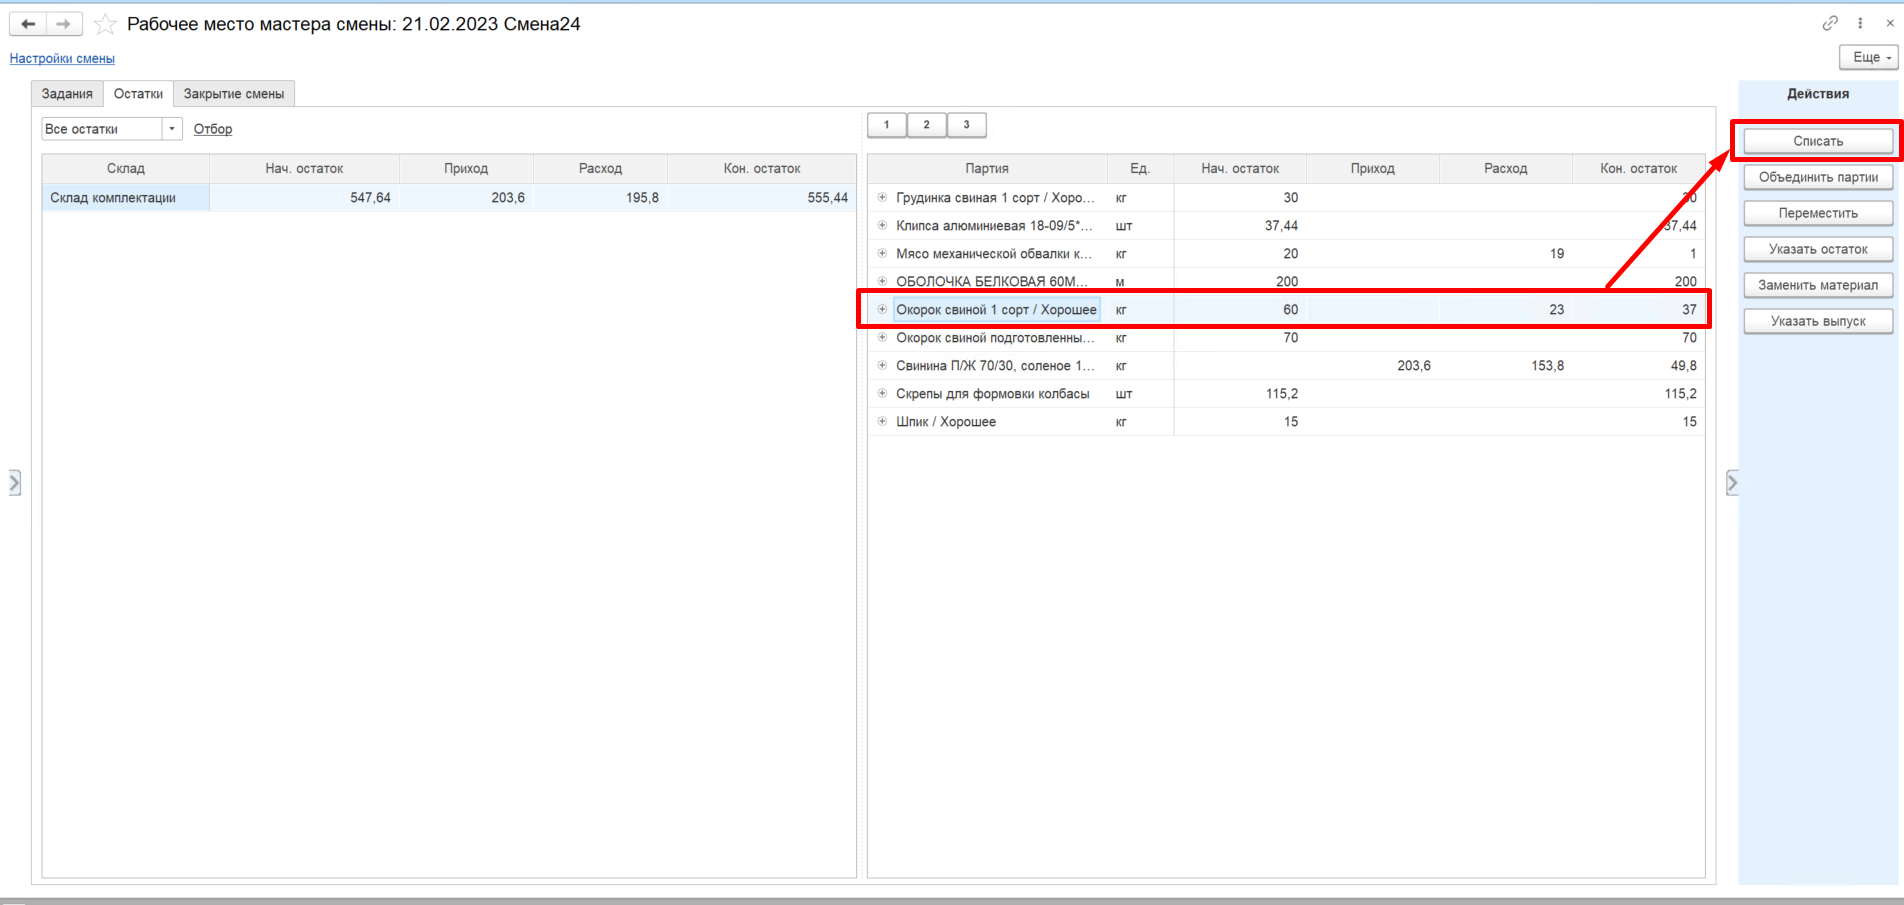 Рабочее место мастера смены: 21.02.2023 Смена24
Настройки смены
Еще
Задания Остатки Закрытие смены
Действия
Все остатки Отбор
1 2 3
Списать
Объединить партии
Переместить
Указать остаток
Заменить материал
Указать выпуск
Склад Нач. остаток Приход Расход Кон. остаток
Склад комплектации 547,64 203,6 195,8 555,44
Партия Ед. Нач. остаток Приход Расход Кон. остаток
Грудинка свиная 1 сорт / Хоро... кг 30
Клипса алюминиевая 18-09/5*... шт 37,44 37,44
Мясо механической обвалки к... кг 20 19 1
ОБОЛОЧКА БЕЛКОВАЯ 60М... м 200 200
Окорок свиной 1 сорт / Хорошее кг 60 23 37
Окорок свиной подготовленны... кг 70 70
Свинина П/Ж 70/30, соленое 1... кг 203,6 153,8 49,8
Скрепы для формовки колбасы шт 115,2 115,2
Шпик / Хорошее кг 15 15